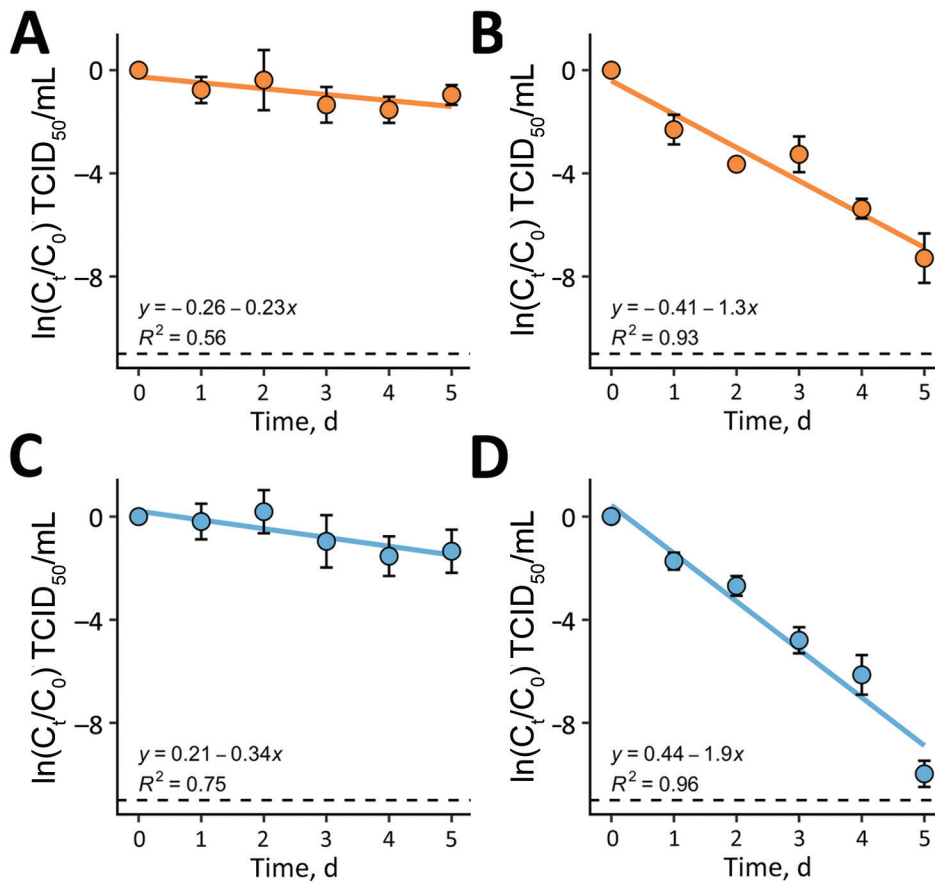 A
ln(Cₜ/C₀) TCID₅₀/mL
0
−4
−8
y = −0.26 − 0.23x
R² = 0.56
0 1 2 3 4 5
Time, d
B
ln(Cₜ/C₀) TCID₅₀/mL
0
−4
−8
y = −0.41 − 1.3x
R² = 0.93
0 1 2 3 4 5
Time, d
C
ln(Cₜ/C₀) TCID₅₀/mL
0
−4
−8
y = 0.21 − 0.34x
R² = 0.75
0 1 2 3 4 5
Time, d
D
ln(Cₜ/C₀) TCID₅₀/mL
0
−4
−8
y = 0.44 − 1.9x
R² = 0.96
0 1 2 3 4 5
Time, d